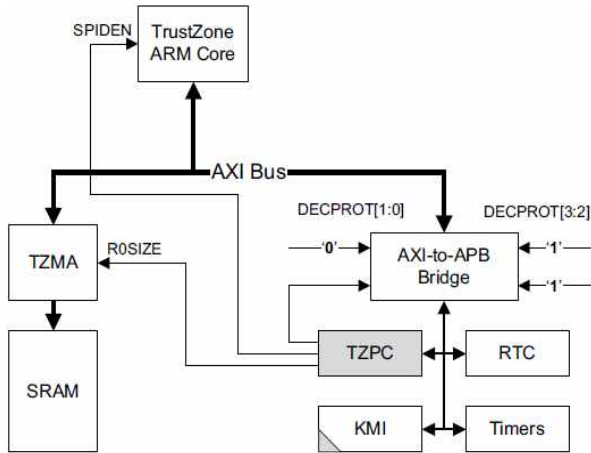 SPIDEN
TrustZone
ARM Core
AXI Bus
DECPROT[1:0]
DECPROT[3:2]
TZMA
R0SIZE
'0'
AXI-to-APB
Bridge
'1'
'1'
TZPC
RTC
SRAM
KMI
Timers